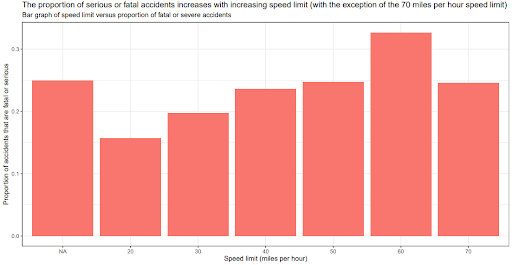 The proportion of serious or fatal accidents increases with increasing speed limit (with the exception of the 70 miles per hour speed limit)
Bar graph of speed limit versus proportion of fatal or severe accidents
Proportion of accidents that are fatal or serious
0.3
0.2
0.1
0.0
NA 20 30 40 50 60 70
Speed limit (miles per hour)